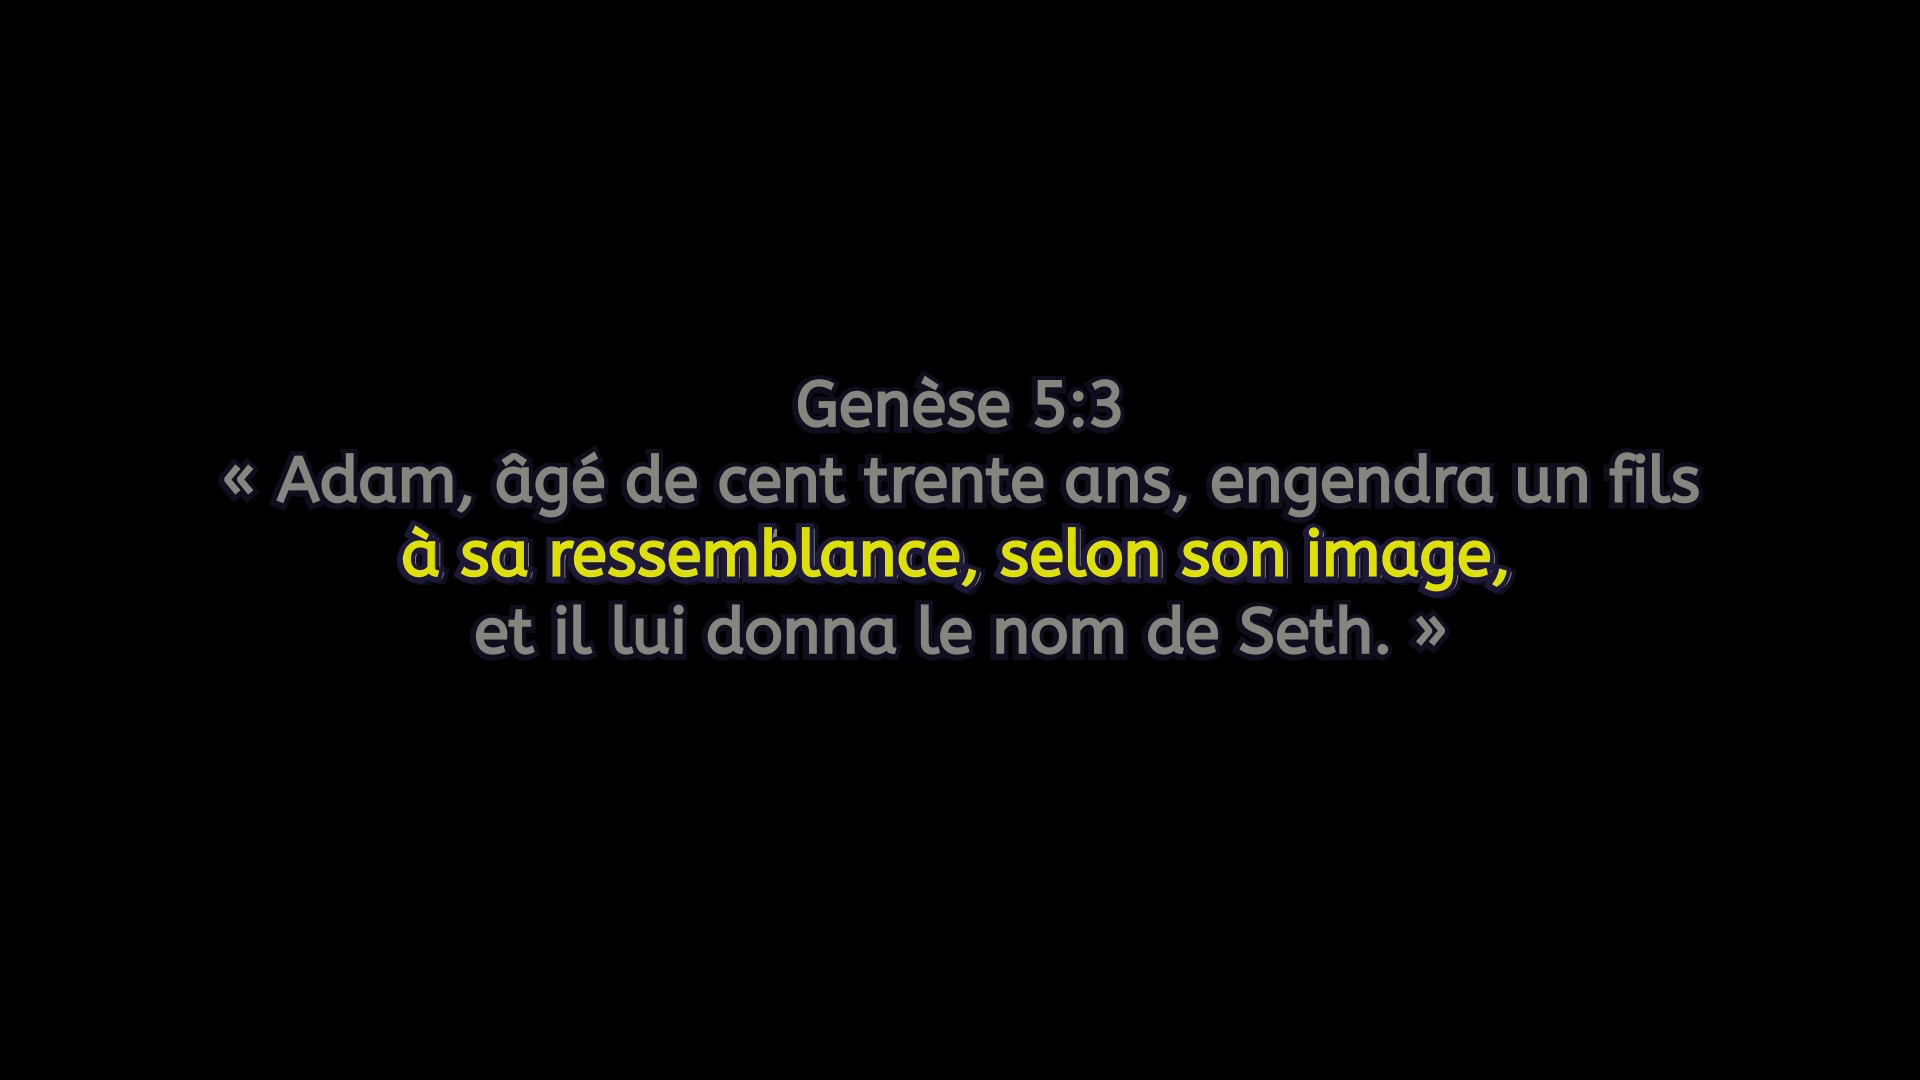 Genèse 5:3
« Adam, âgé de cent trente ans, engendra un fils
à sa ressemblance, selon son image,
et il lui donna le nom de Seth. »